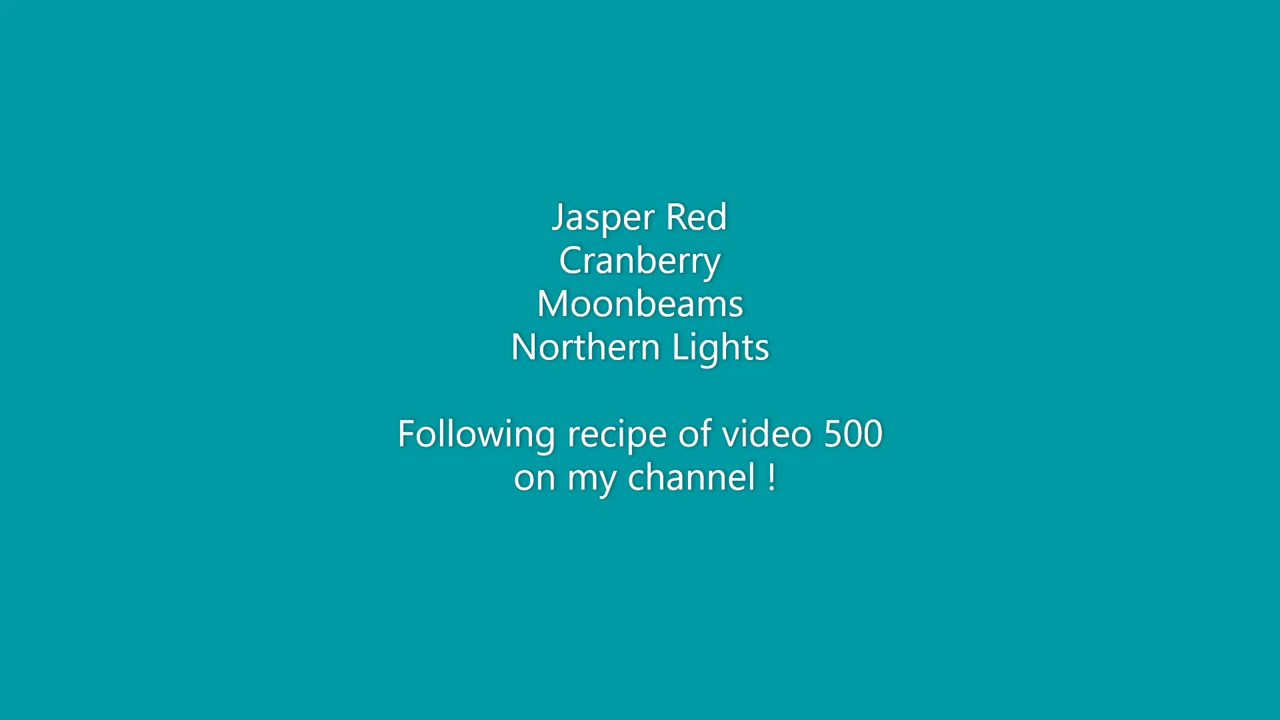 Jasper Red
Cranberry
Moonbeams
Northern Lights
Following recipe of video 500
on my channel !